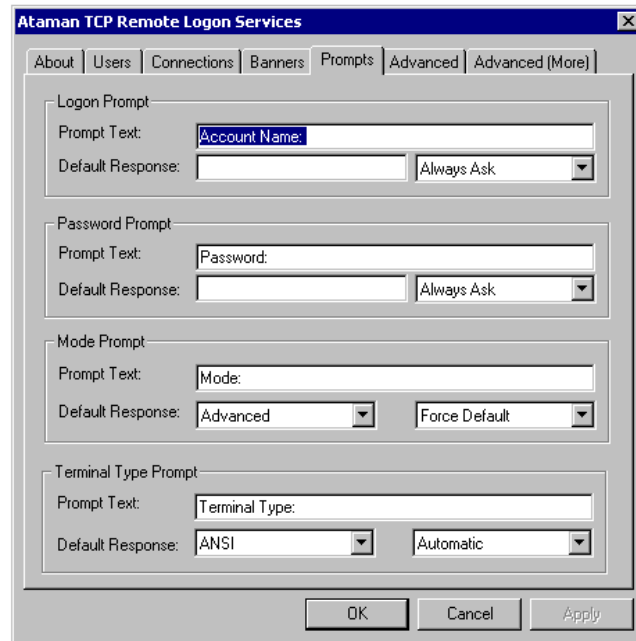 Ataman TCP Remote Logon Services
About Users Connections Banners Prompts Advanced Advanced (More)
Logon Prompt
Prompt Text: Account Name:
Default Response: Always Ask
Password Prompt
Prompt Text: Password:
Default Response: Always Ask
Mode Prompt
Prompt Text: Mode:
Default Response: Advanced Force Default
Terminal Type Prompt
Prompt Text: Terminal Type:
Default Response: ANSI Automatic
OK Cancel Apply